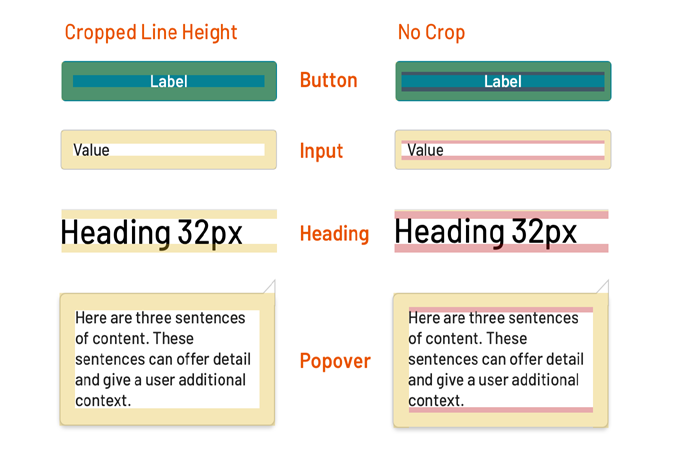 Cropped Line Height
No Crop
Label
Button
Label
Value
Input
Value
Heading 32px
Heading
Heading 32px
Here are three sentences
of content. These
sentences can offer detail
and give a user additional
context.
Popover
Here are three sentences
of content. These
sentences can offer detail
and give a user additional
context.